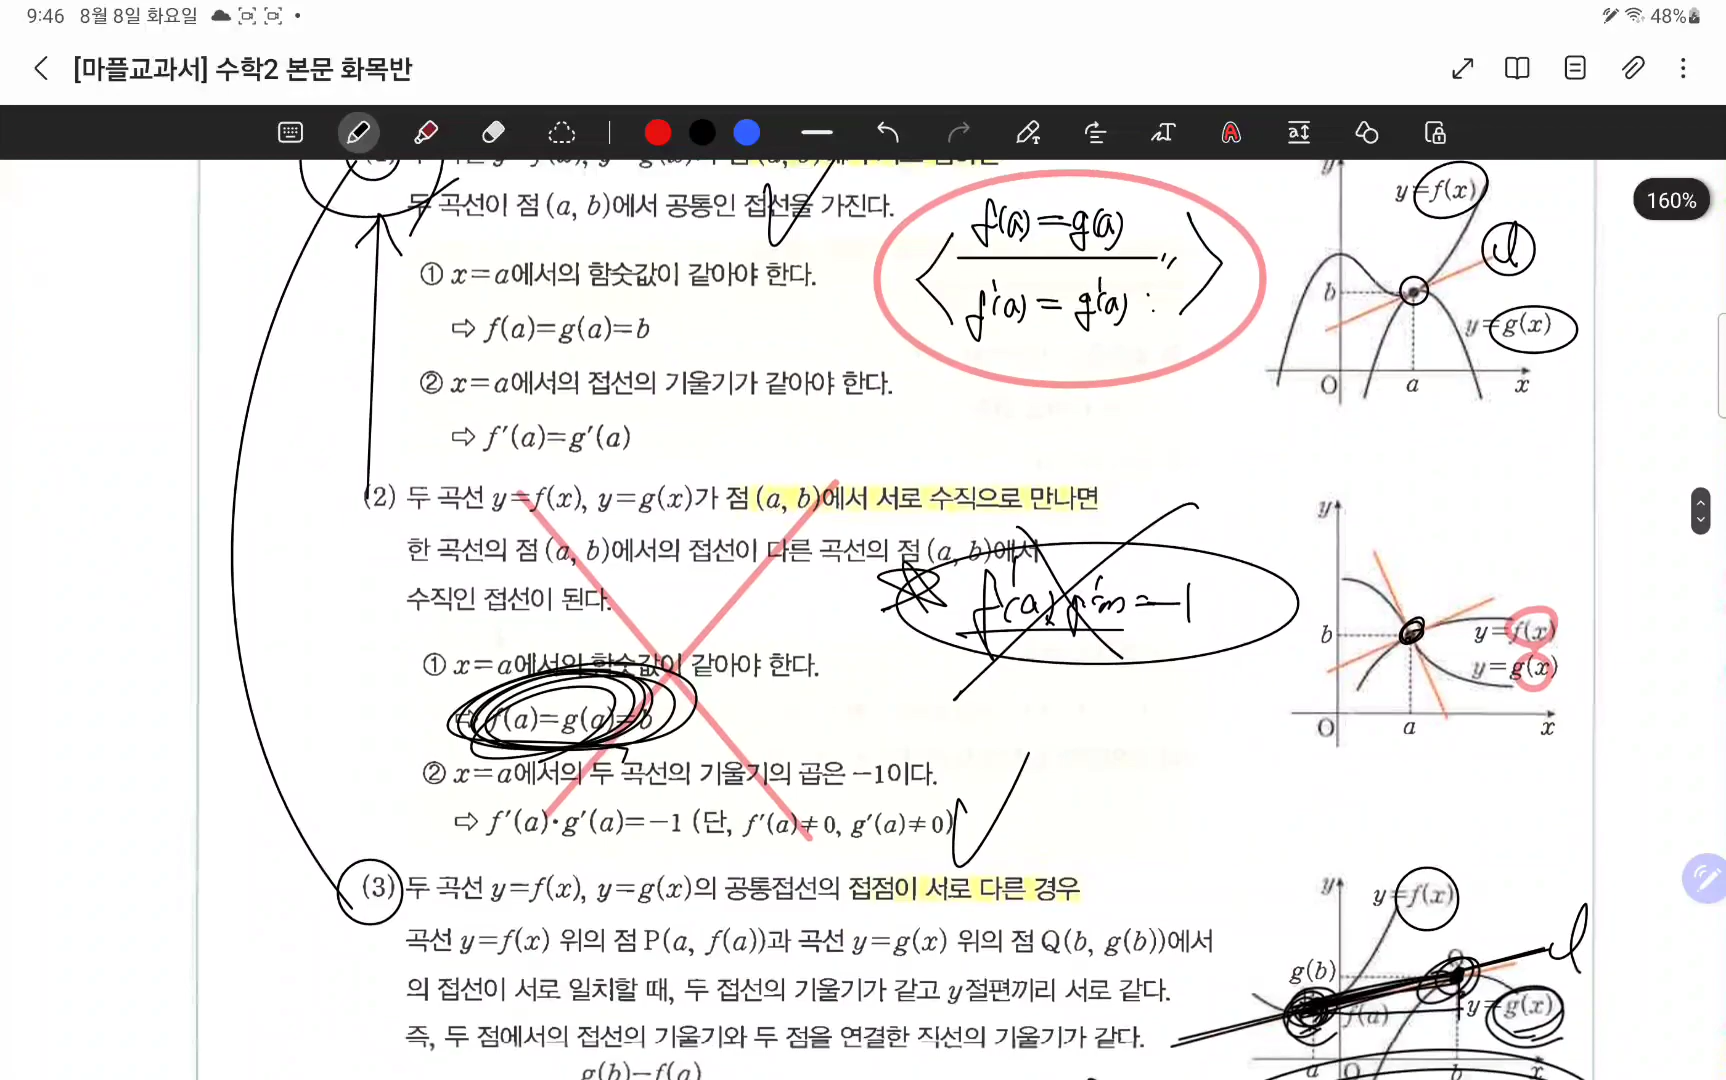 9:46 8월 8일 화요일
48%
[마플교과서] 수학2 본문 화목반
160%
두 곡선이 점 (a, b)에서 공통인 접선을 가진다.
① x=a에서의 함숫값이 같아야 한다.
⇨ f(a)=g(a)=b
② x=a에서의 접선의 기울기가 같아야 한다.
⇨ f′(a)=g′(a)
f(a)=g(a)
f′(a)=g′(a)
y
y=f(x)
l
b
y=g(x)
O
a
x
(2) 두 곡선 y=f(x), y=g(x)가 점 (a, b)에서 서로 수직으로 만나면
한 곡선의 점 (a, b)에서의 접선이 다른 곡선의 점 (a, b)에서
수직인 접선이 된다.
① x=a에서의 함숫값이 같아야 한다.
⇨ f(a)=g(a)=b
② x=a에서의 두 곡선의 기울기의 곱은 −1이다.
⇨ f′(a)·g′(a)=−1 (단, f′(a)≠0, g′(a)≠0)
y
b
y=f(x)
y=g(x)
O
a
x
(3) 두 곡선 y=f(x), y=g(x)의 공통접선의 접점이 서로 다른 경우
곡선 y=f(x) 위의 점 P(a, f(a))과 곡선 y=g(x) 위의 점 Q(b, g(b))에서
의 접선이 서로 일치할 때, 두 접선의 기울기가 같고 y절편끼리 서로 같다.
즉, 두 점에서의 접선의 기울기와 두 점을 연결한 직선의 기울기가 같다.
g(b)−f(a)
y
y=f(x)
l
g(b)
f(a)
y=g(x)
a
O
b
x